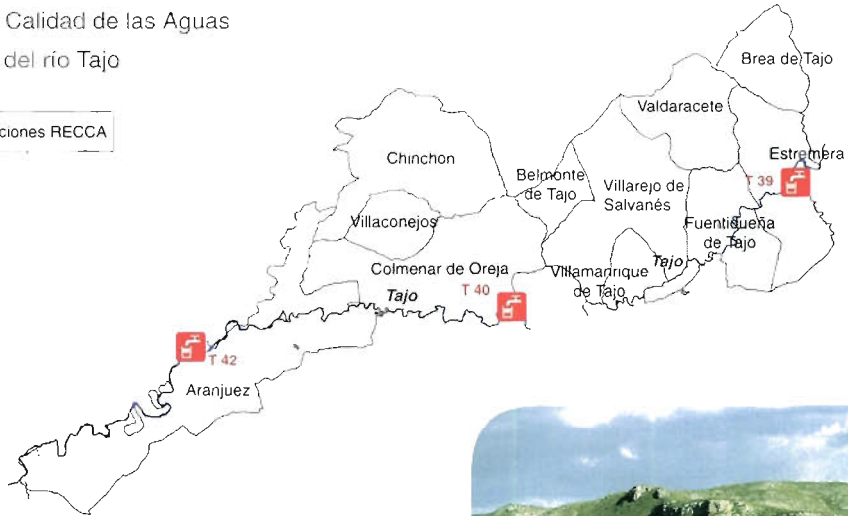 Calidad de las Aguas
del río Tajo
ciones RECCA
Brea de Tajo
Valdaracete
Chinchon
Estremera
Belmonte
de Tajo
T 39
Villarejo de
Salvanés
Villaconejos
Fuentidueña
de Tajo
Colmenar de Oreja
Villamanrique
de Tajo
Tajo
T 40
Tajo
T 42
Aranjuez